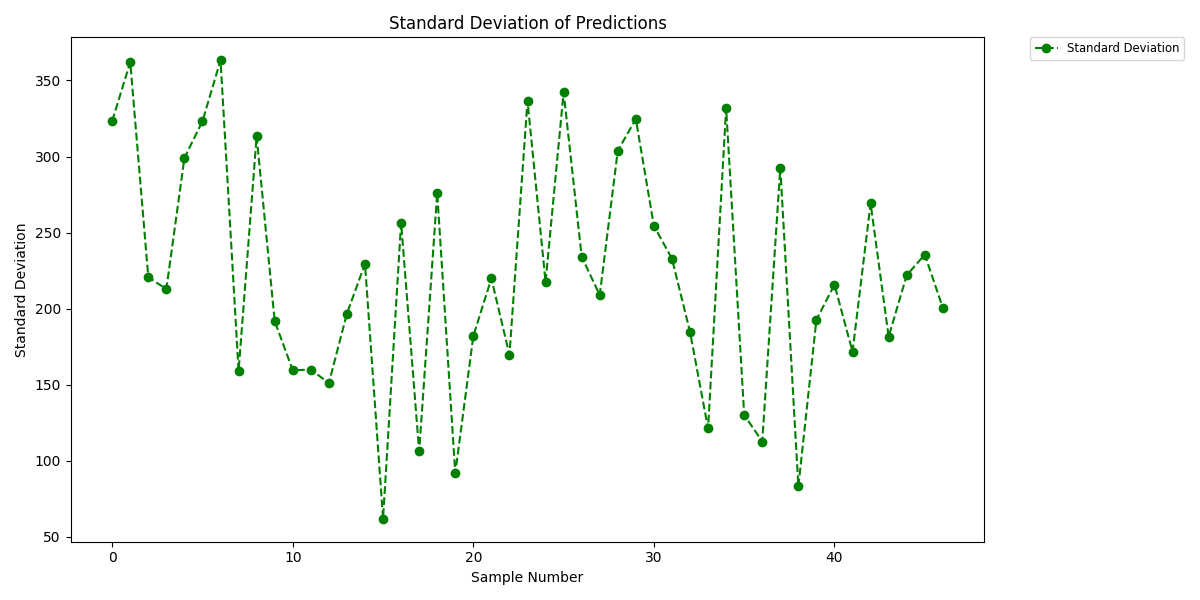 Standard Deviation of Predictions
Standard Deviation
350
300
250
200
150
100
50
Standard Deviation
0 10 20 30 40
Sample Number